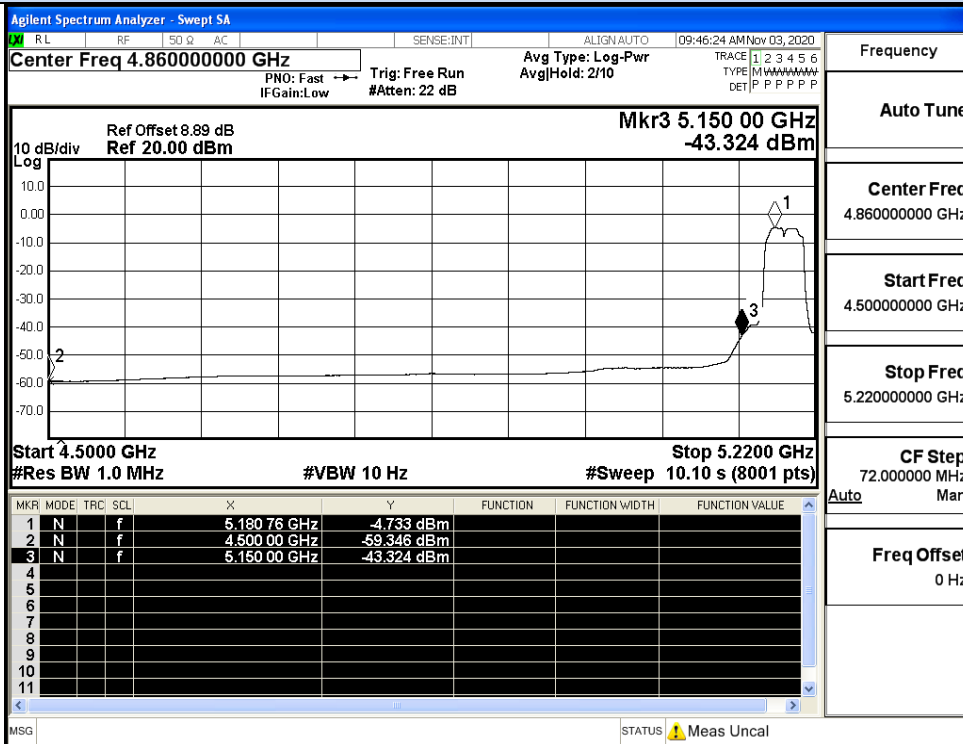 Agilent Spectrum Analyzer - Swept SA
LXI RL RF 50 Ω AC SENSE:INT ALIGN AUTO 09:46:24 AM Nov 03, 2020
Center Freq 4.860000000 GHz
PNO: Fast
IFGain:Low
Trig: Free Run
#Atten: 22 dB
Avg Type: Log-Pwr
Avg|Hold: 2/10
TRACE 1 2 3 4 5 6
TYPE M W W W W W
DET P P P P P P
Mkr3 5.150 00 GHz
-43.324 dBm
Ref Offset 8.89 dB
10 dB/div Ref 20.00 dBm
Log
10.0
0.00
-10.0
-20.0
-30.0
-40.0
-50.0
-60.0
-70.0
1
2
3
Start 4.5000 GHz Stop 5.2200 GHz
#Res BW 1.0 MHz #VBW 10 Hz #Sweep 10.10 s (8001 pts)
MKR MODE TRC SCL X Y FUNCTION FUNCTION WIDTH FUNCTION VALUE
1 N f 5.180 76 GHz -4.733 dBm
2 N f 4.500 00 GHz -59.346 dBm
3 N f 5.150 00 GHz -43.324 dBm
4
5
6
7
8
9
10
11
MSG STATUS Meas Uncal
Frequency
Auto Tune
Center Freq
4.860000000 GHz
Start Freq
4.500000000 GHz
Stop Freq
5.220000000 GHz
CF Step
72.000000 MHz
Auto Man
Freq Offset
0 Hz